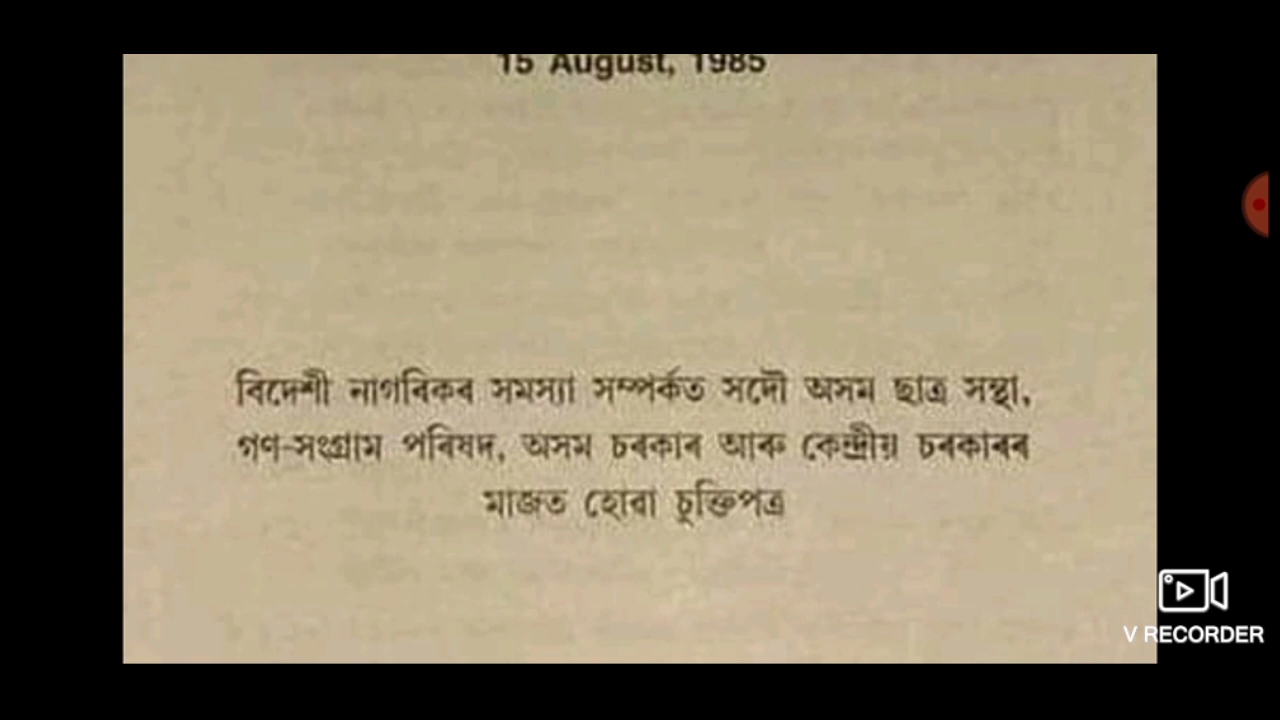 15 August, 1985
বিদেশী নাগৰিকৰ সমস্যা সম্পৰ্কত সদৌ অসম ছাত্ৰ সন্থা,
গণ-সংগ্ৰাম পৰিষদ, অসম চৰকাৰ আৰু কেন্দ্ৰীয় চৰকাৰৰ
মাজত হোৱা চুক্তিপত্ৰ
V RECORDER